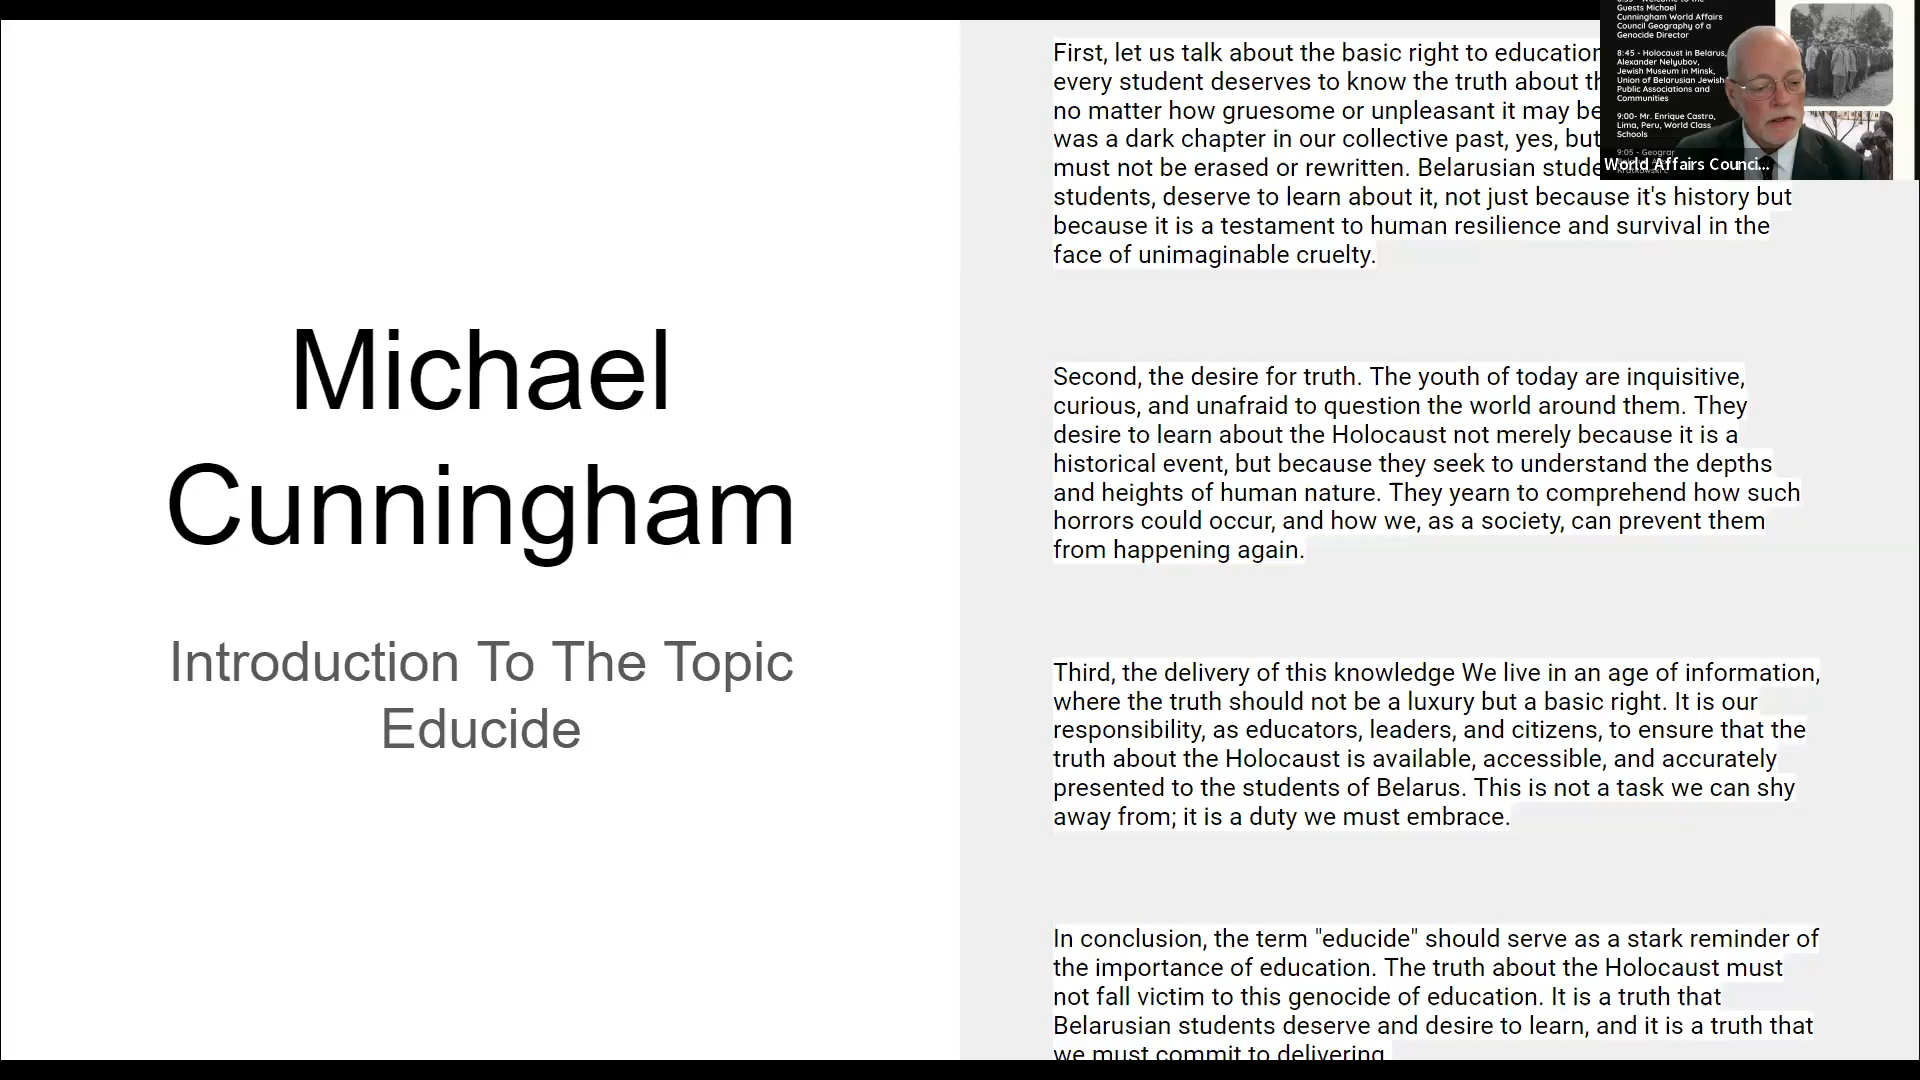 Michael
Cunningham
Introduction To The Topic
Educide
First, let us talk about the basic right to education
every student deserves to know the truth about
no matter how gruesome or unpleasant it may be
was a dark chapter in our collective past, yes, but
must not be erased or rewritten. Belarusian
students, deserve to learn about it, not just because it's history but
because it is a testament to human resilience and survival in the
face of unimaginable cruelty.
Second, the desire for truth. The youth of today are inquisitive,
curious, and unafraid to question the world around them. They
desire to learn about the Holocaust not merely because it is a
historical event, but because they seek to understand the depths
and heights of human nature. They yearn to comprehend how such
horrors could occur, and how we, as a society, can prevent them
from happening again.
Third, the delivery of this knowledge We live in an age of information,
where the truth should not be a luxury but a basic right. It is our
responsibility, as educators, leaders, and citizens, to ensure that the
truth about the Holocaust is available, accessible, and accurately
presented to the students of Belarus. This is not a task we can shy
away from; it is a duty we must embrace.
In conclusion, the term "educide" should serve as a stark reminder of
the importance of education. The truth about the Holocaust must
not fall victim to this genocide of education. It is a truth that
Belarusian students deserve and desire to learn, and it is a truth that
we must commit to delivering
Guests Michael
Cunningham World Affairs
Council Geography of a
Genocide Director
8:45 - Holocaust in Belarus,
Alexander Nelyubov,
Jewish Museum in Minsk,
Union of Belarusian Jewish
Public Associations and
Communities
9:00- Mr. Enrique Castro,
Lima, Peru, World Class
Schools
9:05 - Geogra
World Affairs Counci...